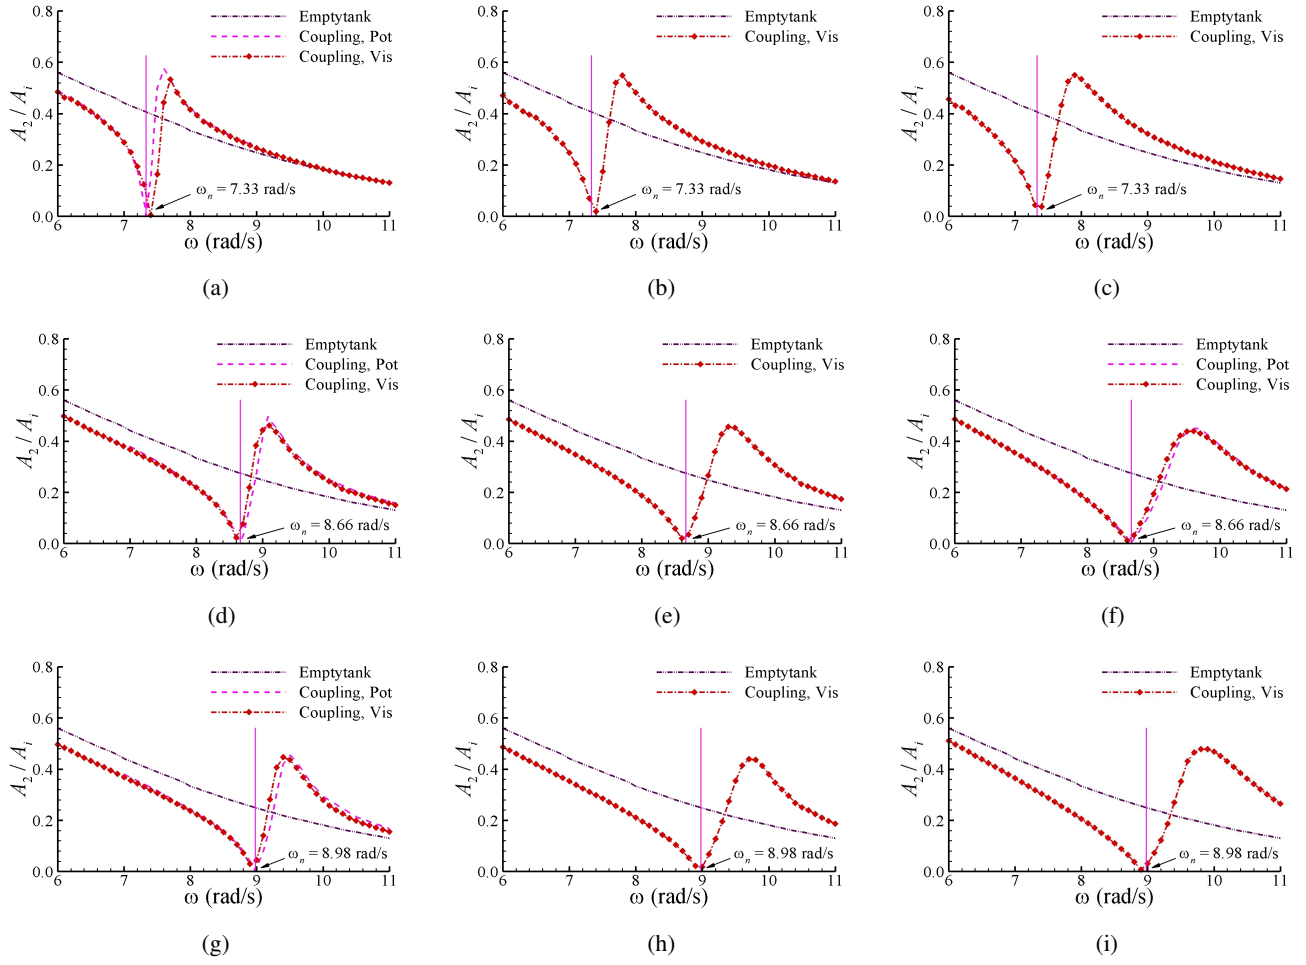 0.8
0.6
0.4
0.2
0.0
A2 / Ai
Emptytank
Coupling, Pot
Coupling, Vis
ωn = 7.33 rad/s
6 7 8 9 10 11
ω (rad/s)
(a)
0.8
0.6
0.4
0.2
0.0
A2 / Ai
Emptytank
Coupling, Vis
ωn = 7.33 rad/s
6 7 8 9 10 11
ω (rad/s)
(b)
0.8
0.6
0.4
0.2
0.0
A2 / Ai
Emptytank
Coupling, Vis
ωn = 7.33 rad/s
6 7 8 9 10 11
ω (rad/s)
(c)
0.8
0.6
0.4
0.2
0.0
A2 / Ai
Emptytank
Coupling, Pot
Coupling, Vis
ωn = 8.66 rad/s
6 7 8 9 10 11
ω (rad/s)
(d)
0.8
0.6
0.4
0.2
0.0
A2 / Ai
Emptytank
Coupling, Vis
ωn = 8.66 rad/s
6 7 8 9 10 11
ω (rad/s)
(e)
0.8
0.6
0.4
0.2
0.0
A2 / Ai
Emptytank
Coupling, Pot
Coupling, Vis
ωn = 8.66 rad/s
6 7 8 9 10 11
ω (rad/s)
(f)
0.8
0.6
0.4
0.2
0.0
A2 / Ai
Emptytank
Coupling, Pot
Coupling, Vis
ωn = 8.98 rad/s
6 7 8 9 10 11
ω (rad/s)
(g)
0.8
0.6
0.4
0.2
0.0
A2 / Ai
Emptytank
Coupling, Vis
ωn = 8.98 rad/s
6 7 8 9 10 11
ω (rad/s)
(h)
0.8
0.6
0.4
0.2
0.0
A2 / Ai
Emptytank
Coupling, Vis
ωn = 8.98 rad/s
6 7 8 9 10 11
ω (rad/s)
(i)